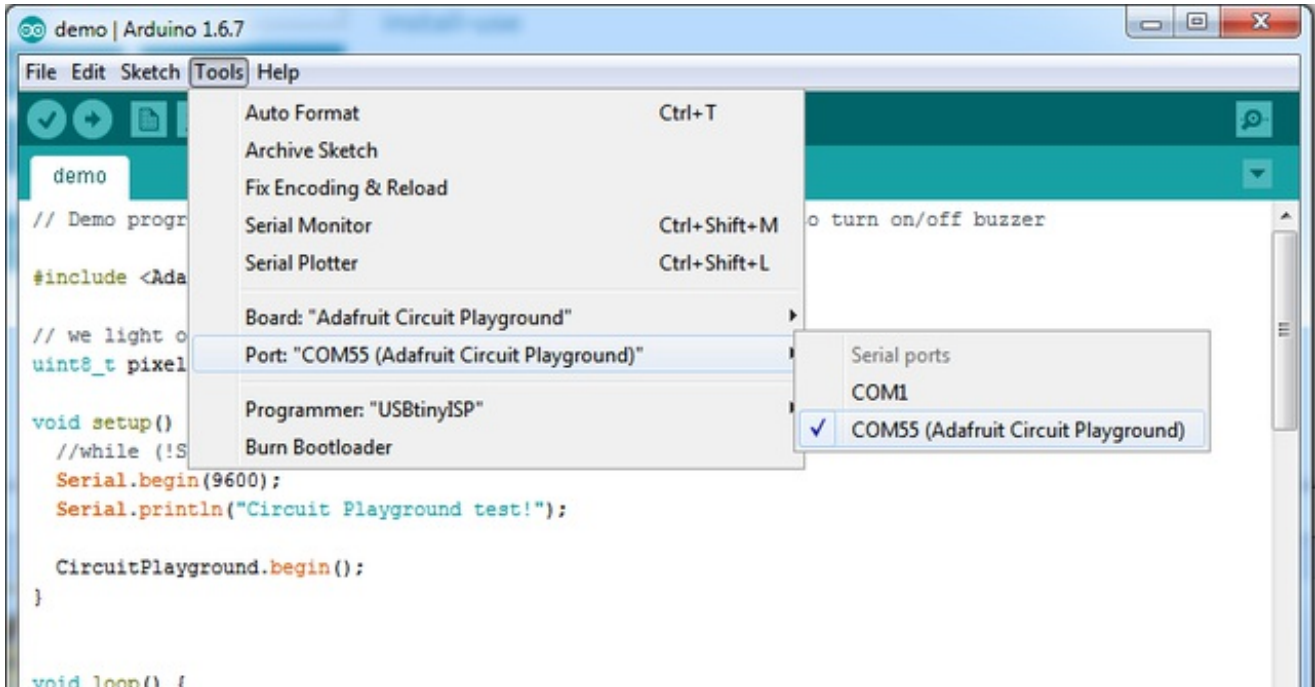 demo | Arduino 1.6.7
File Edit Sketch Tools Help
Auto Format Ctrl+T
Archive Sketch
Fix Encoding & Reload
Serial Monitor Ctrl+Shift+M
Serial Plotter Ctrl+Shift+L
Board: "Adafruit Circuit Playground"
Port: "COM55 (Adafruit Circuit Playground)"
Programmer: "USBtinyISP"
Burn Bootloader
Serial ports
COM1
COM55 (Adafruit Circuit Playground)
demo
// Demo progr o turn on/off buzzer
#include <Ada
// we light o
uint8_t pixel
void setup()
//while (!S
Serial.begin(9600);
Serial.println("Circuit Playground test!");
CircuitPlayground.begin();
}
void loop() {